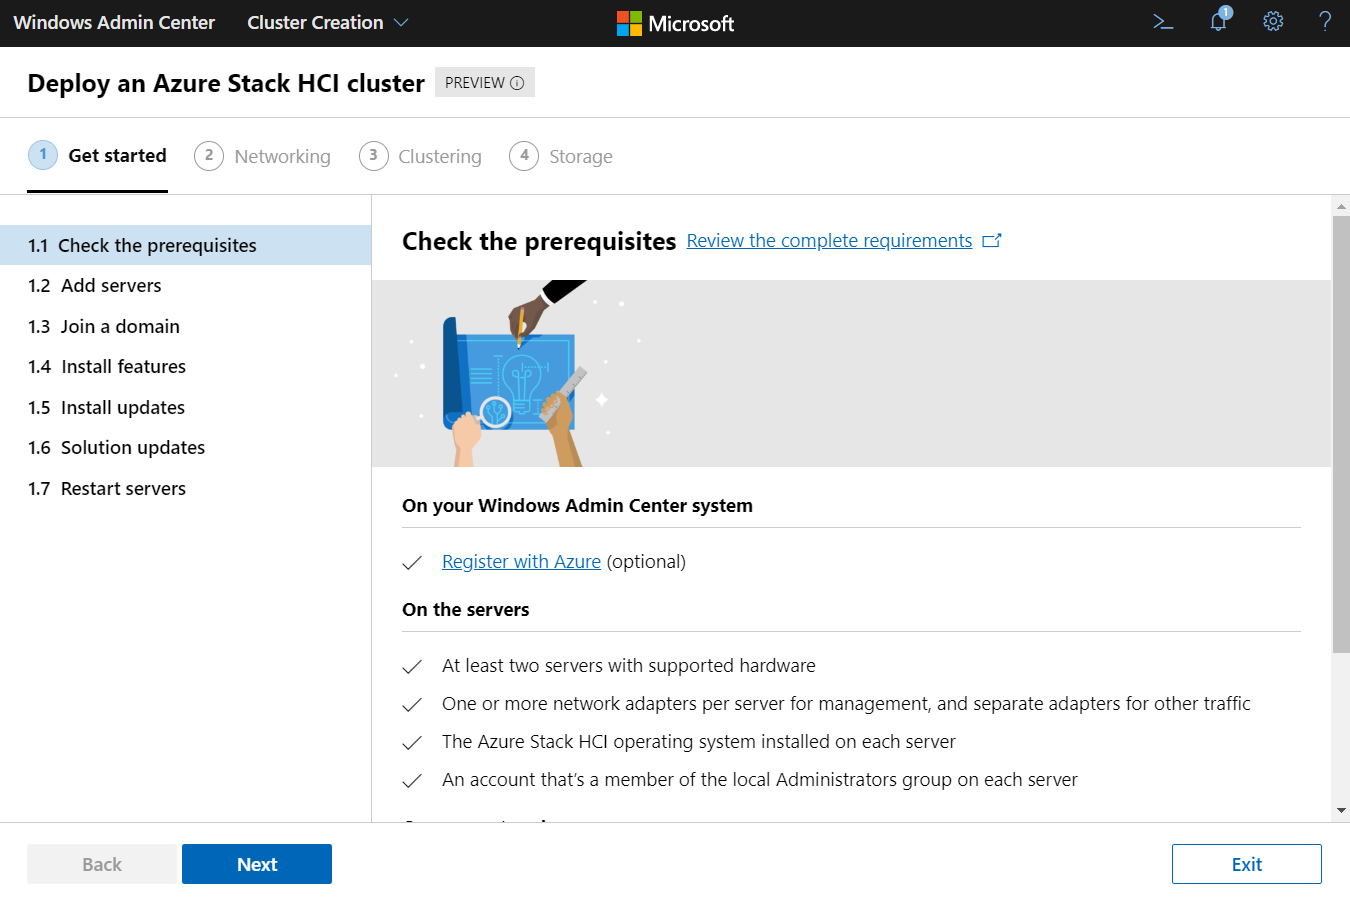 Windows Admin Center Cluster Creation Microsoft 1 ?
Deploy an Azure Stack HCI cluster PREVIEW
1 Get started 2 Networking 3 Clustering 4 Storage
1.1 Check the prerequisites
1.2 Add servers
1.3 Join a domain
1.4 Install features
1.5 Install updates
1.6 Solution updates
1.7 Restart servers
Check the prerequisites Review the complete requirements
On your Windows Admin Center system
Register with Azure (optional)
On the servers
At least two servers with supported hardware
One or more network adapters per server for management, and separate adapters for other traffic
The Azure Stack HCI operating system installed on each server
An account that's a member of the local Administrators group on each server
Back Next Exit